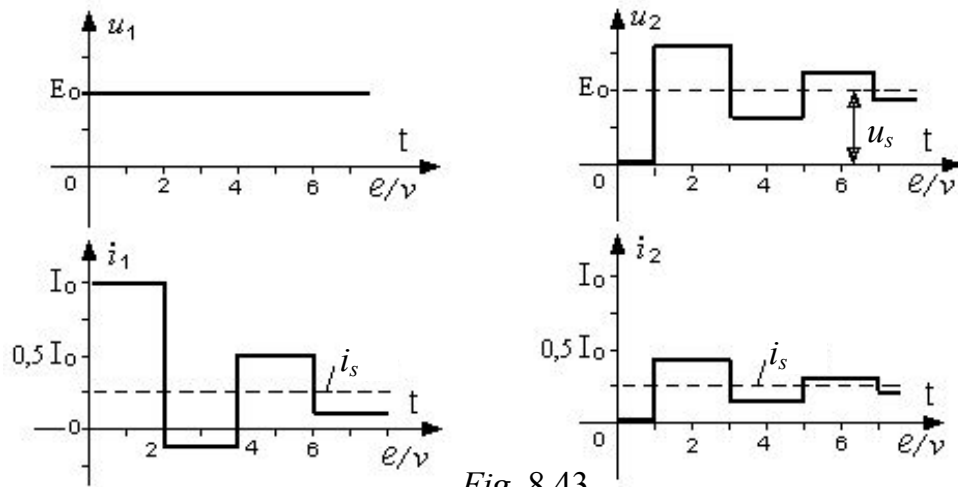 u₁
E₀
t
0 2 4 6 ℓ/v
u₂
E₀
uₛ
t
0 2 4 6 ℓ/v
i₁
I₀
0,5 I₀
iₛ
0
t
2 4 6 ℓ/v
i₂
I₀
0,5 I₀
iₛ
t
0 2 4 6 ℓ/v
Fig. 8.43